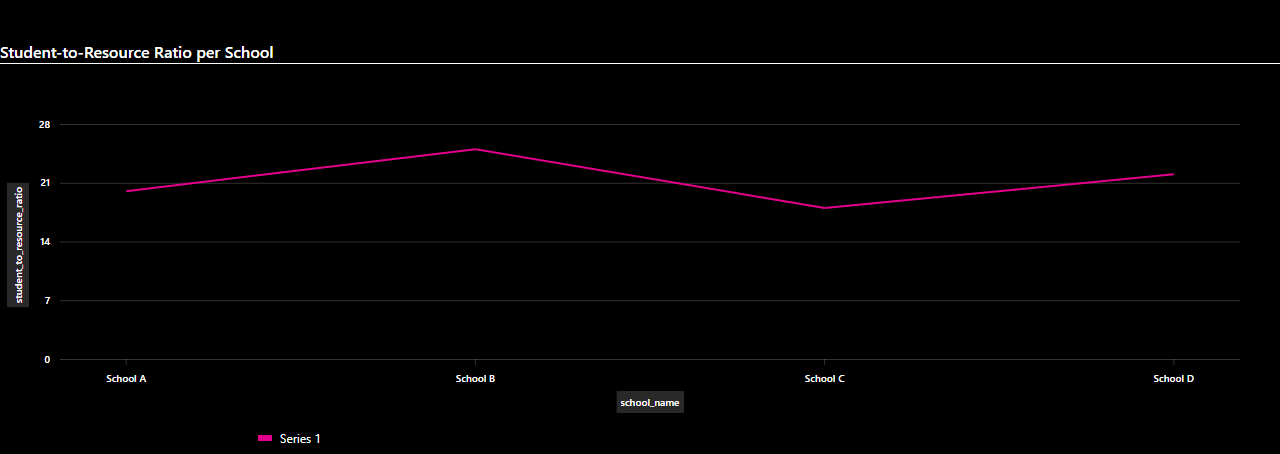 Student-to-Resource Ratio per School
28
21
14
7
0
student_to_resource_ratio
School A
School B
School C
School D
school_name
Series 1